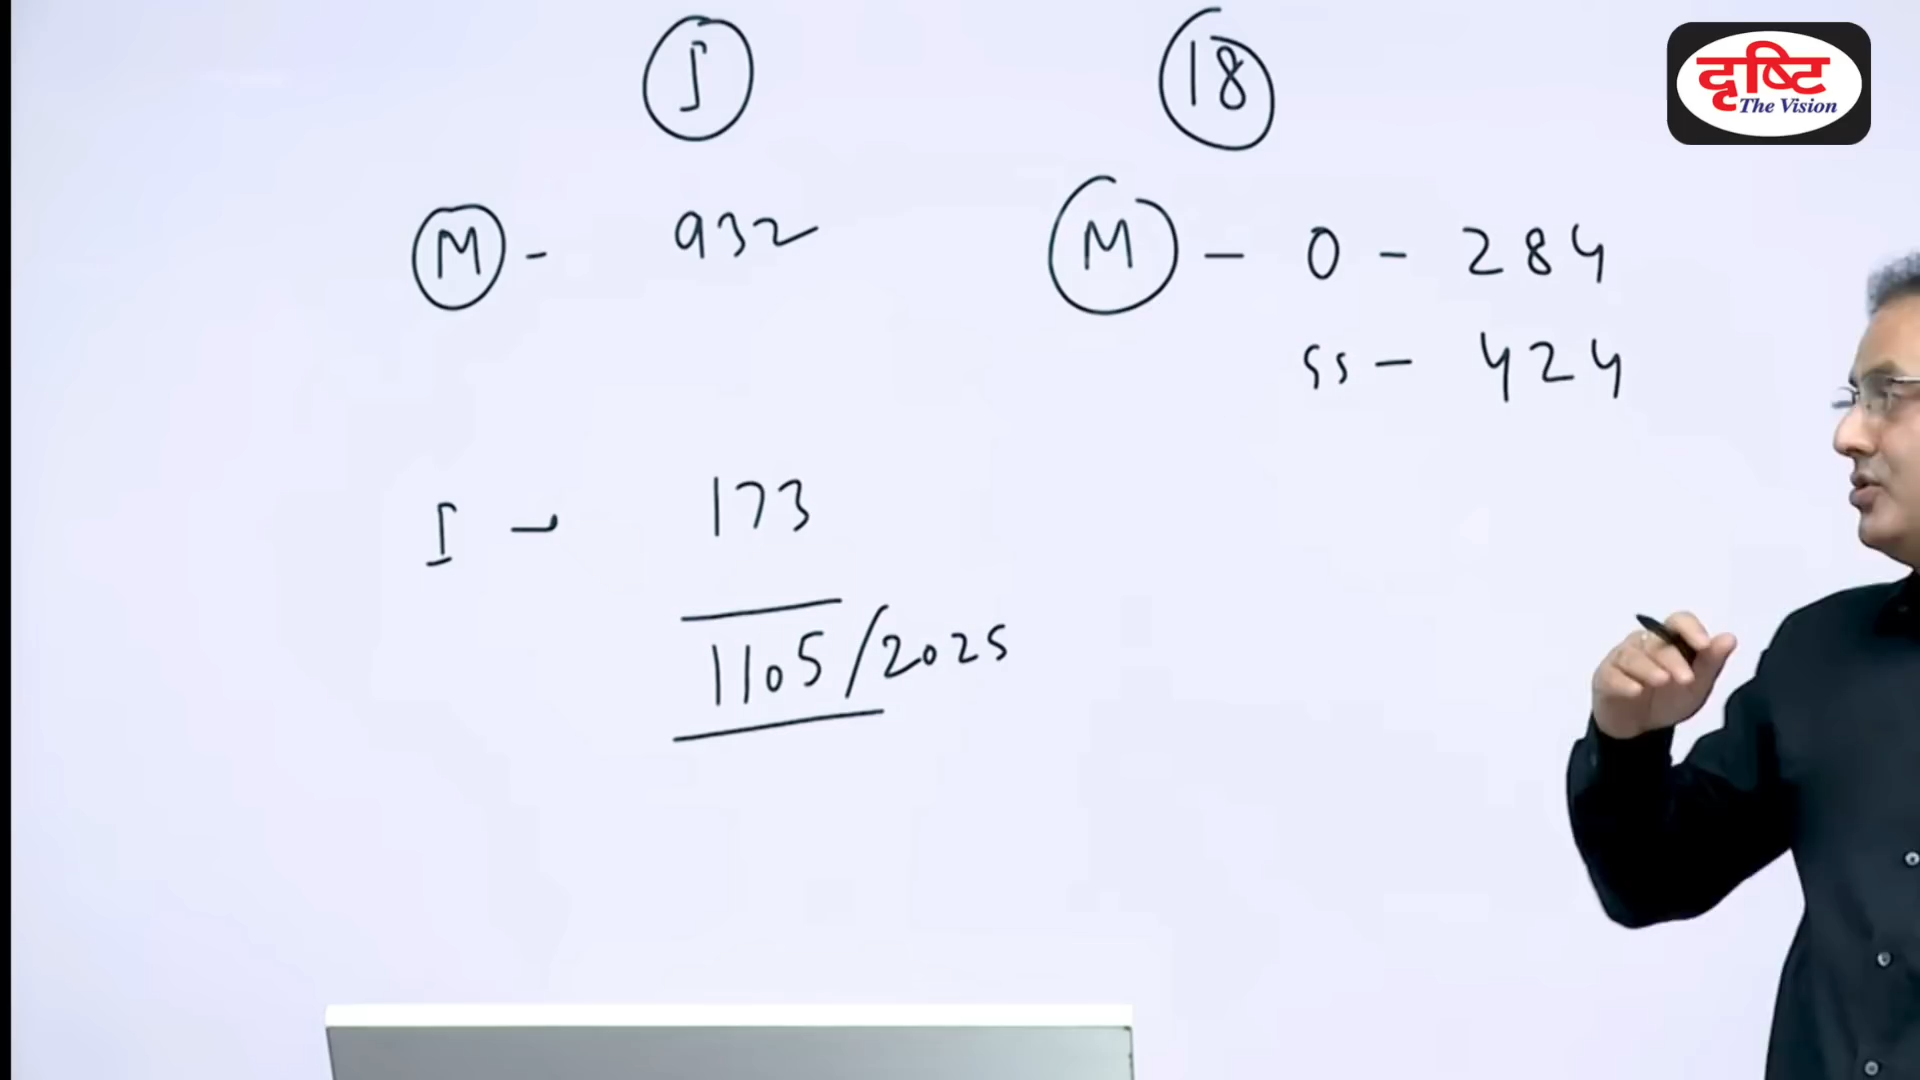 I 18
दृष्टि
The Vision
M - 932
M - 0 - 284
SS - 424
I - 173
1105/2025